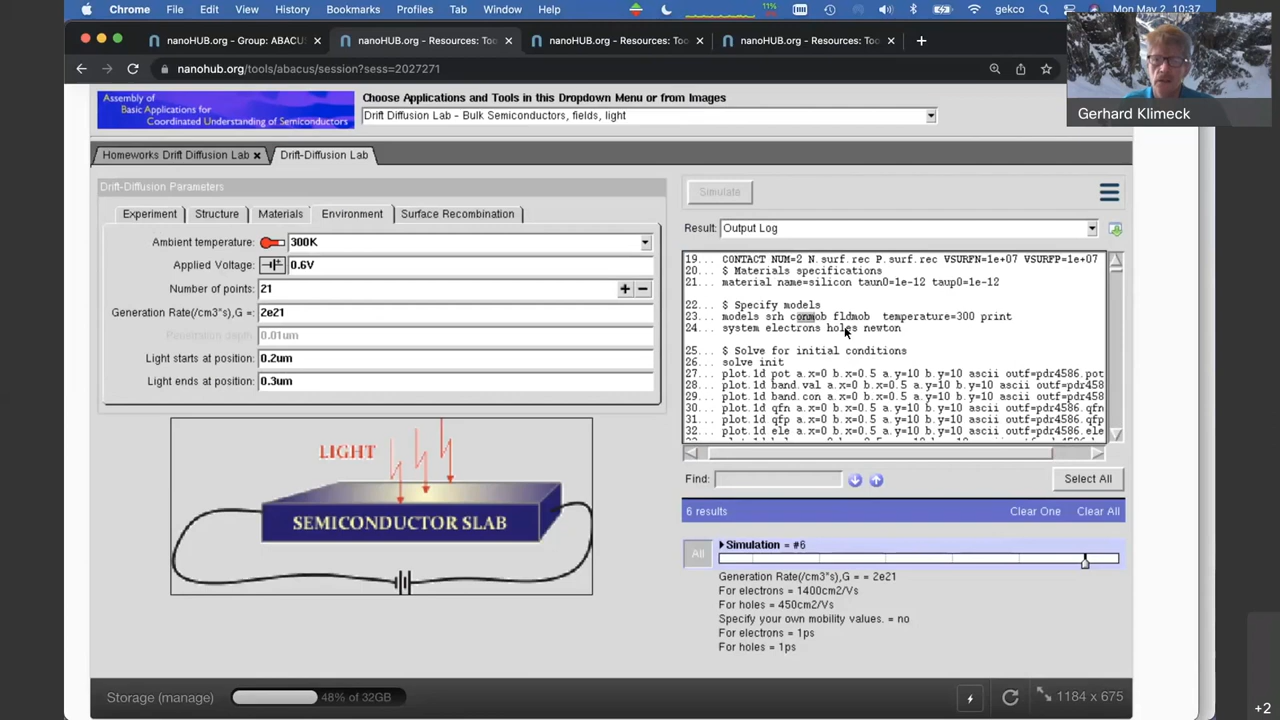 Chrome File Edit View History Bookmarks Profiles Tab Window Help 11% gekco Mon May 2 10:37
nanoHUB.org - Group: ABACU
nanoHUB.org - Resources: Too
nanoHUB.org - Resources: Too
nanoHUB.org - Resources: Too
nanohub.org/tools/abacus/session?sess=2027271
Gerhard Klimeck
Assembly of
Basic Applications for
Coordinated Understanding of Semiconductors
Choose Applications and Tools in this Dropdown Menu or from Images
Drift Diffusion Lab - Bulk Semiconductors, fields, light
Homeworks Drift Diffusion Lab
Drift-Diffusion Lab
Drift-Diffusion Parameters
Experiment Structure Materials Environment Surface Recombination
Ambient temperature: 300K
Applied Voltage: 0.6V
Number of points: 21
Generation Rate(/cm3*s),G =: 2e21
Penetration depth: 0.01um
Light starts at position: 0.2um
Light ends at position: 0.3um
LIGHT
SEMICONDUCTOR SLAB
Simulate
Result: Output Log
19... CONTACT NUM=2 N.surf.rec P.surf.rec VSURFN=1e+07 VSURFP=1e+07
20... $ Materials specifications
21... material name=silicon taun0=1e-12 taup0=1e-12
22... $ Specify models
23... models srh conmob fldmob temperature=300 print
24... system electrons holes newton
25... $ Solve for initial conditions
26... solve init
27... plot.1d pot a.x=0 b.x=0.5 a.y=10 b.y=10 ascii outf=pdr4586.pot
28... plot.1d band.val a.x=0 b.x=0.5 a.y=10 b.y=10 ascii outf=pdr458
29... plot.1d band.con a.x=0 b.x=0.5 a.y=10 b.y=10 ascii outf=pdr458
30... plot.1d qfn a.x=0 b.x=0.5 a.y=10 b.y=10 ascii outf=pdr4586.qfn
31... plot.1d qfp a.x=0 b.x=0.5 a.y=10 b.y=10 ascii outf=pdr4586.qfp
32... plot.1d ele a.x=0 b.x=0.5 a.y=10 b.y=10 ascii outf=pdr4586.ele
Find:
Select All
6 results Clear One Clear All
All
Simulation = #6
Generation Rate(/cm3*s),G = = 2e21
For electrons = 1400cm2/Vs
For holes = 450cm2/Vs
Specify your own mobility values. = no
For electrons = 1ps
For holes = 1ps
Storage (manage) 48% of 32GB
1184 x 675
+2